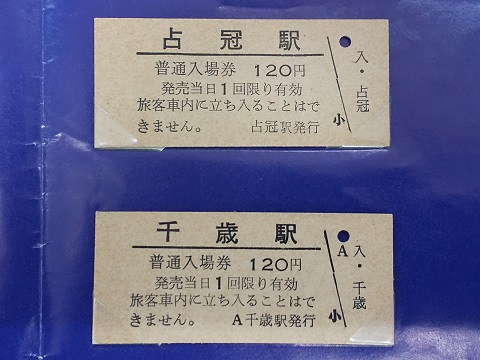 占冠駅
普通入場券 120円
発売当日1回限り有効
旅客車内に立ち入ることはで
きません。 占冠駅発行
入・占冠
小
千歳駅
普通入場券 120円
発売当日1回限り有効
旅客車内に立ち入ることはで
きません。 A千歳駅発行
A
入・千歳
小